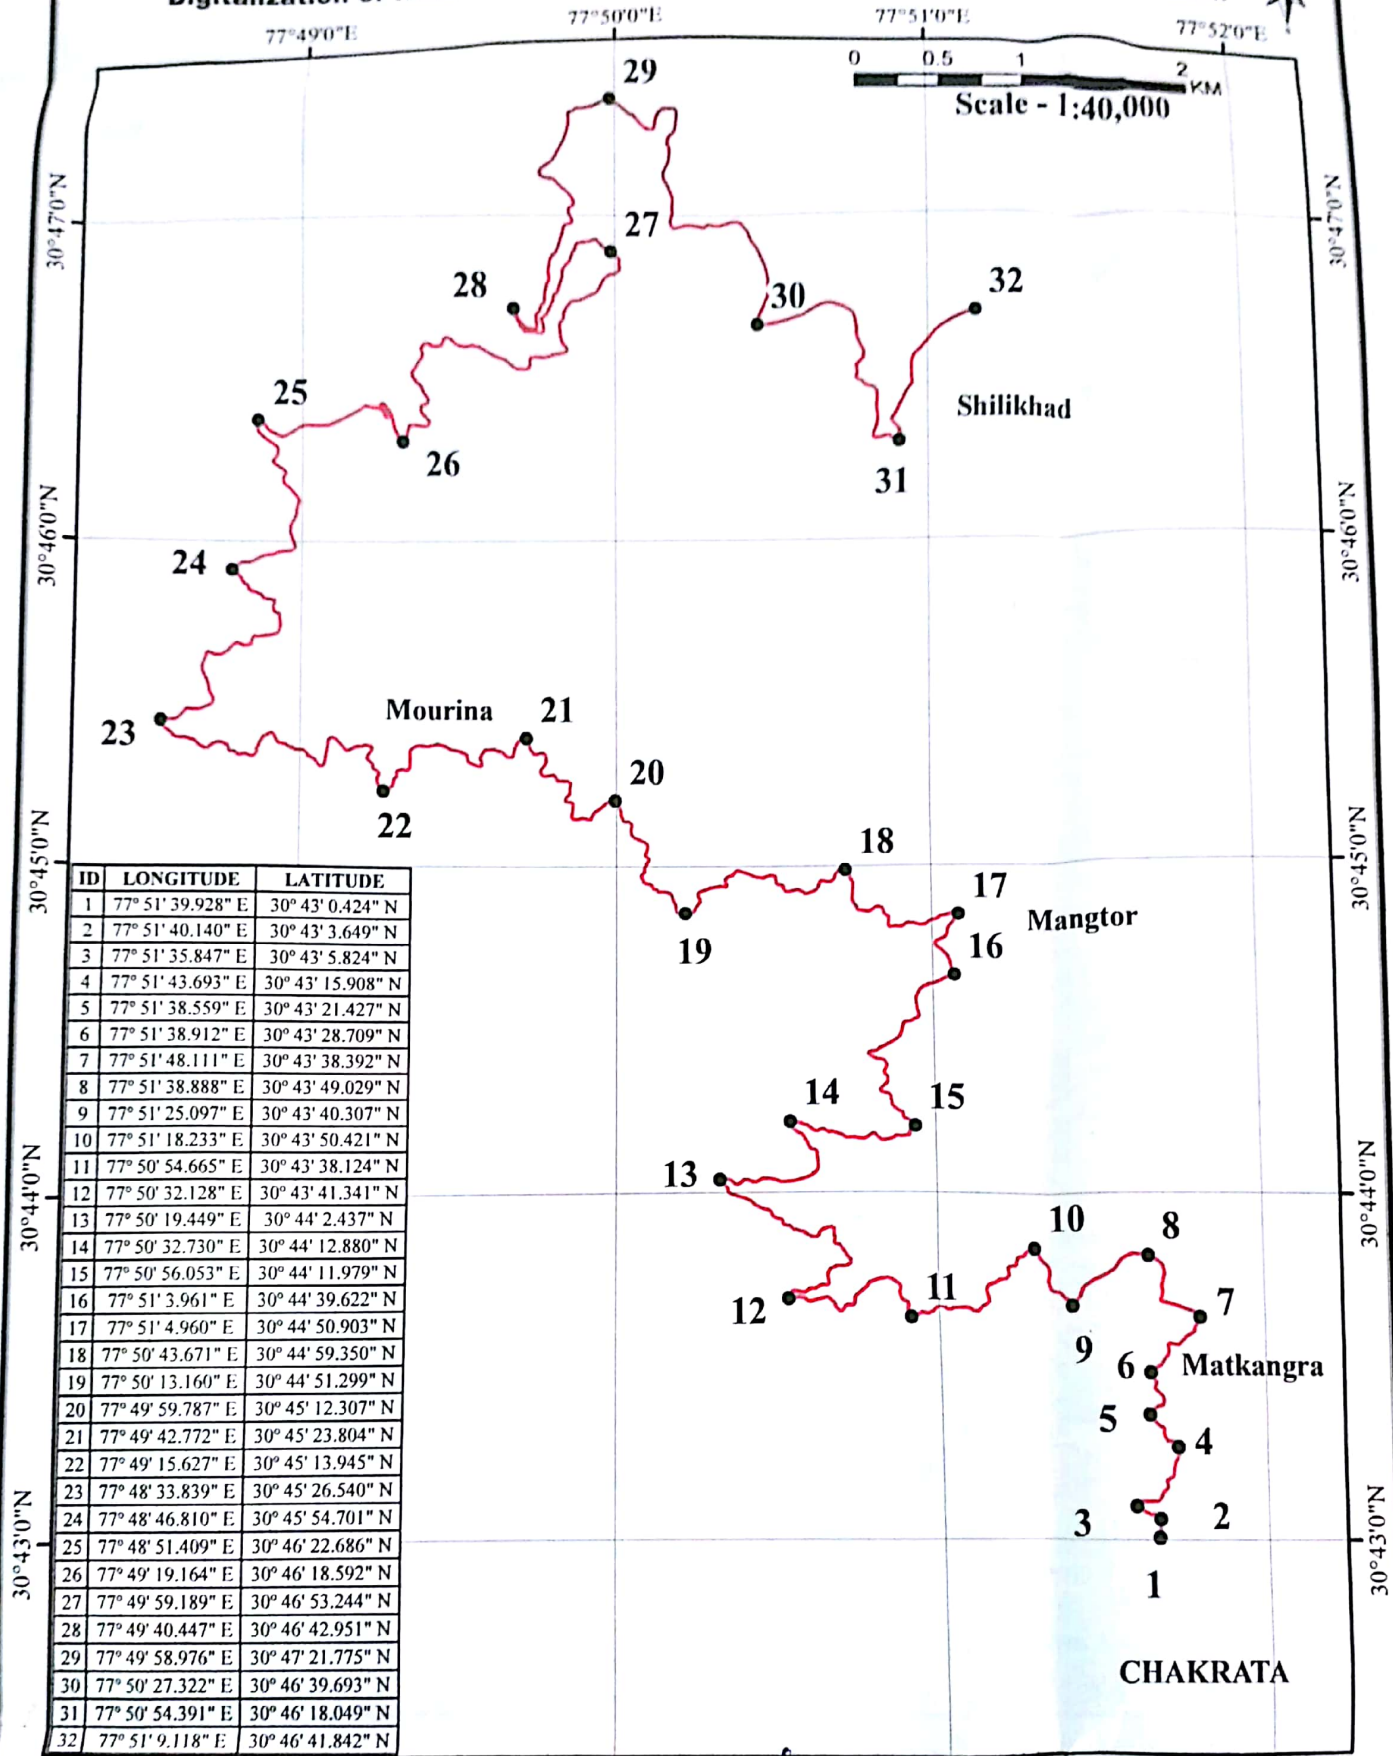 77°49'0"E
77°50'0"E
77°51'0"E
77°52'0"E
0 0.5 1 2
KM
Scale - 1:40,000
29
30°47'0"N
30°47'0"N
27
28
30
32
25
Shilikhad
26
31
30°46'0"N
30°46'0"N
24
Mourina
21
23
20
22
18
30°45'0"N
30°45'0"N
17
Mangtor
16
19
14
15
13
30°44'0"N
30°44'0"N
10
8
11
12
7
9
6
Matkangra
5
4
3
2
30°43'0"N
30°43'0"N
1
CHAKRATA
ID LONGITUDE LATITUDE
1 77° 51' 39.928" E 30° 43' 0.424" N
2 77° 51' 40.140" E 30° 43' 3.649" N
3 77° 51' 35.847" E 30° 43' 5.824" N
4 77° 51' 43.693" E 30° 43' 15.908" N
5 77° 51' 38.559" E 30° 43' 21.427" N
6 77° 51' 38.912" E 30° 43' 28.709" N
7 77° 51' 48.111" E 30° 43' 38.392" N
8 77° 51' 38.888" E 30° 43' 49.029" N
9 77° 51' 25.097" E 30° 43' 40.307" N
10 77° 51' 18.233" E 30° 43' 50.421" N
11 77° 50' 54.665" E 30° 43' 38.124" N
12 77° 50' 32.128" E 30° 43' 41.341" N
13 77° 50' 19.449" E 30° 44' 2.437" N
14 77° 50' 32.730" E 30° 44' 12.880" N
15 77° 50' 56.053" E 30° 44' 11.979" N
16 77° 51' 3.961" E 30° 44' 39.622" N
17 77° 51' 4.960" E 30° 44' 50.903" N
18 77° 50' 43.671" E 30° 44' 59.350" N
19 77° 50' 13.160" E 30° 44' 51.299" N
20 77° 49' 59.787" E 30° 45' 12.307" N
21 77° 49' 42.772" E 30° 45' 23.804" N
22 77° 49' 15.627" E 30° 45' 13.945" N
23 77° 48' 33.839" E 30° 45' 26.540" N
24 77° 48' 46.810" E 30° 45' 54.701" N
25 77° 48' 51.409" E 30° 46' 22.686" N
26 77° 49' 19.164" E 30° 46' 18.592" N
27 77° 49' 59.189" E 30° 46' 53.244" N
28 77° 49' 40.447" E 30° 46' 42.951" N
29 77° 49' 58.976" E 30° 47' 21.775" N
30 77° 50' 27.322" E 30° 46' 39.693" N
31 77° 50' 54.391" E 30° 46' 18.049" N
32 77° 51' 9.118" E 30° 46' 41.842" N